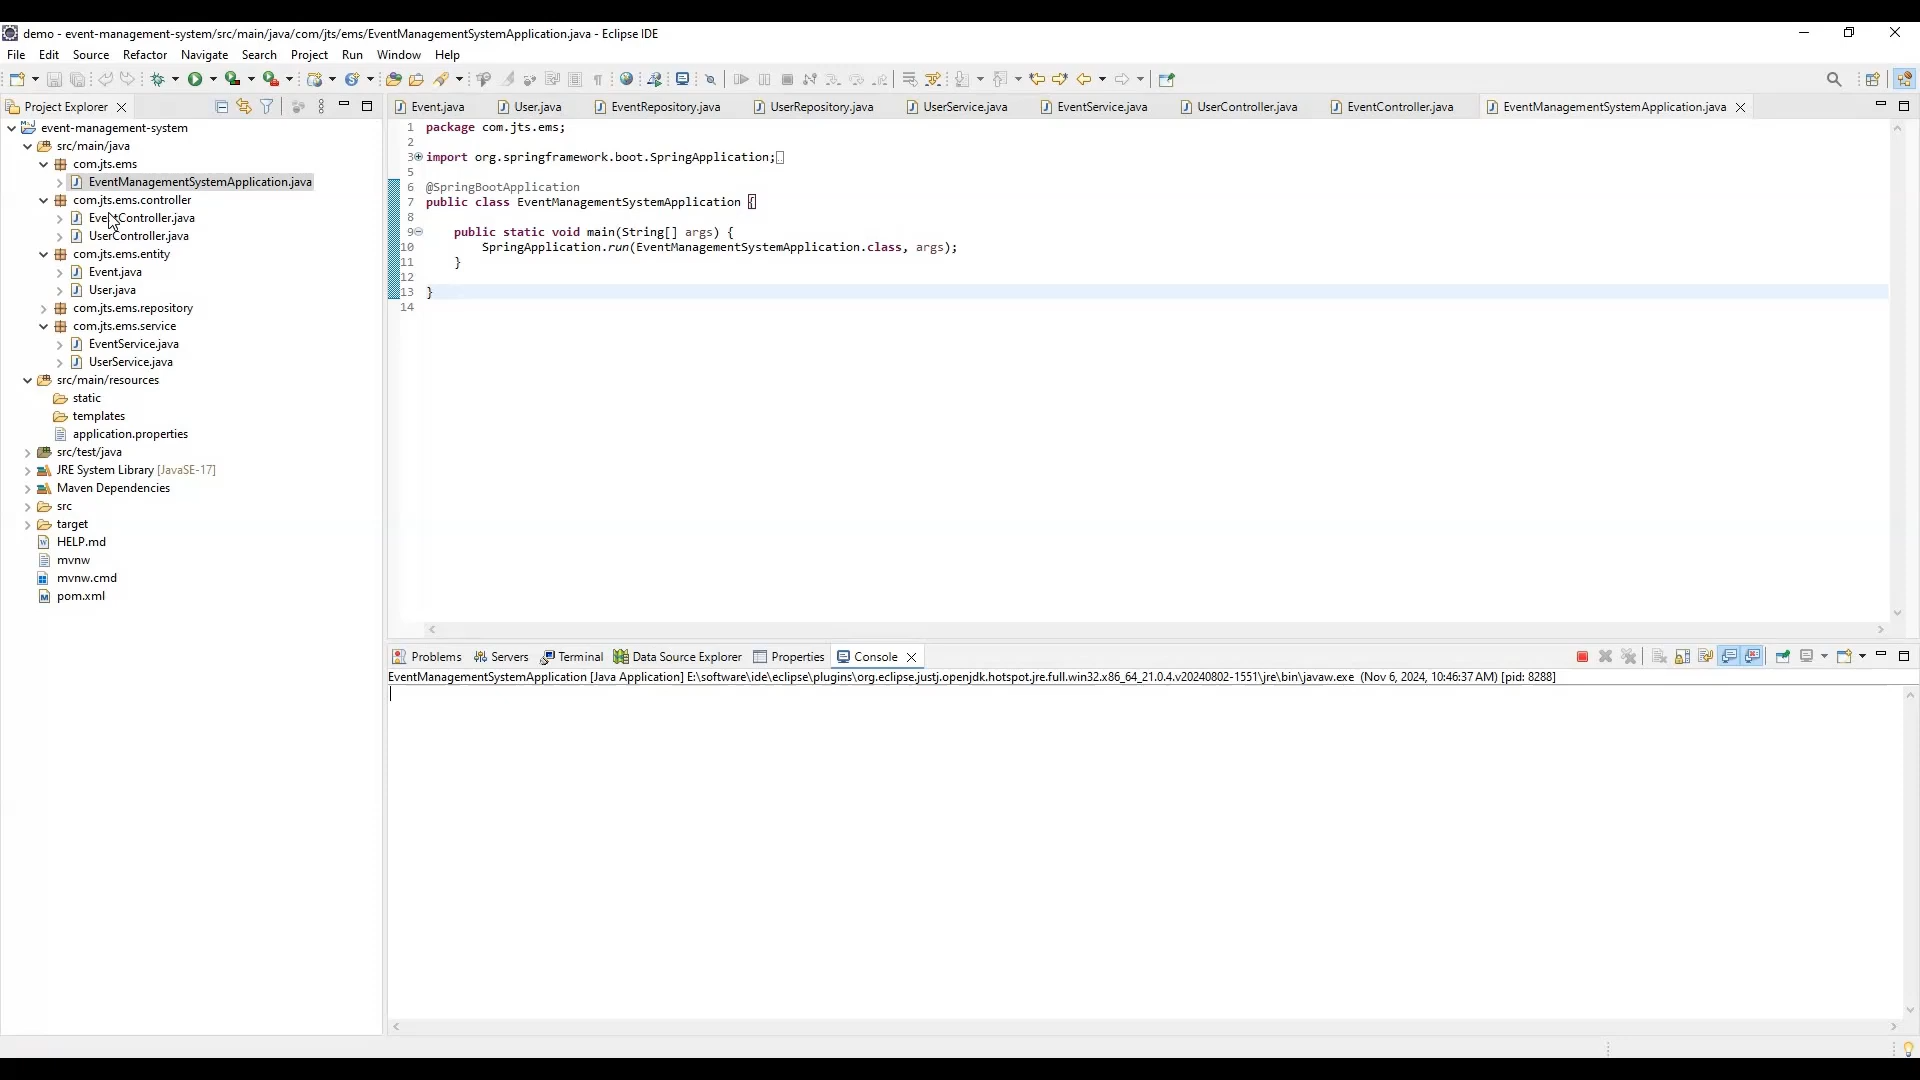 demo - event-management-system/src/main/java/com/jts/ems/EventManagementSystemApplication.java - Eclipse IDE
File Edit Source Refactor Navigate Search Project Run Window Help
Project Explorer
event-management-system
src/main/java
com.jts.ems
EventManagementSystemApplication.java
com.jts.ems.controller
EventController.java
UserController.java
com.jts.ems.entity
Event.java
User.java
com.jts.ems.repository
com.jts.ems.service
EventService.java
UserService.java
src/main/resources
static
templates
application.properties
src/test/java
JRE System Library [JavaSE-17]
Maven Dependencies
src
target
HELP.md
mvnw
mvnw.cmd
pom.xml
Event.java User.java EventRepository.java UserRepository.java UserService.java EventService.java UserController.java EventController.java EventManagementSystemApplication.java
1 package com.jts.ems;
2
3 import org.springframework.boot.SpringApplication;
5
6 @SpringBootApplication
7 public class EventManagementSystemApplication {
8
9 public static void main(String[] args) {
10 SpringApplication.run(EventManagementSystemApplication.class, args);
11 }
12
13 }
14
Problems Servers Terminal Data Source Explorer Properties Console
EventManagementSystemApplication [Java Application] E:\software\ide\eclipse\plugins\org.eclipse.justj.openjdk.hotspot.jre.full.win32.x86_64_21.0.4.v20240802-1551\jre\bin\javaw.exe (Nov 6, 2024, 10:46:37 AM) [pid: 8288]